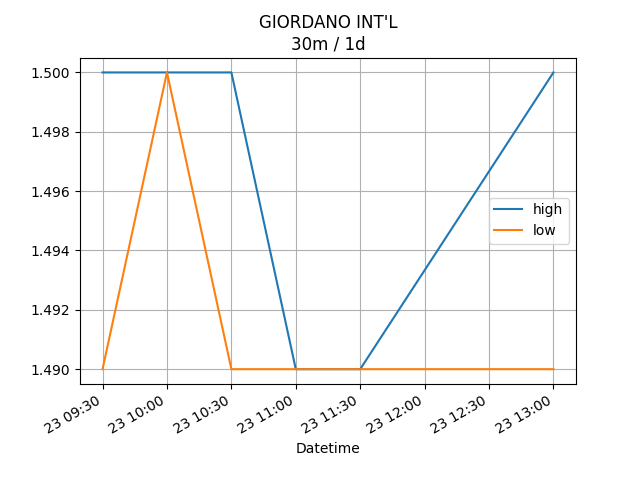 GIORDANO INT'L
30m / 1d
1.500
1.498
1.496
1.494
1.492
1.490
high
low
23 09:30
23 10:00
23 10:30
23 11:00
23 11:30
23 12:00
23 12:30
23 13:00
Datetime